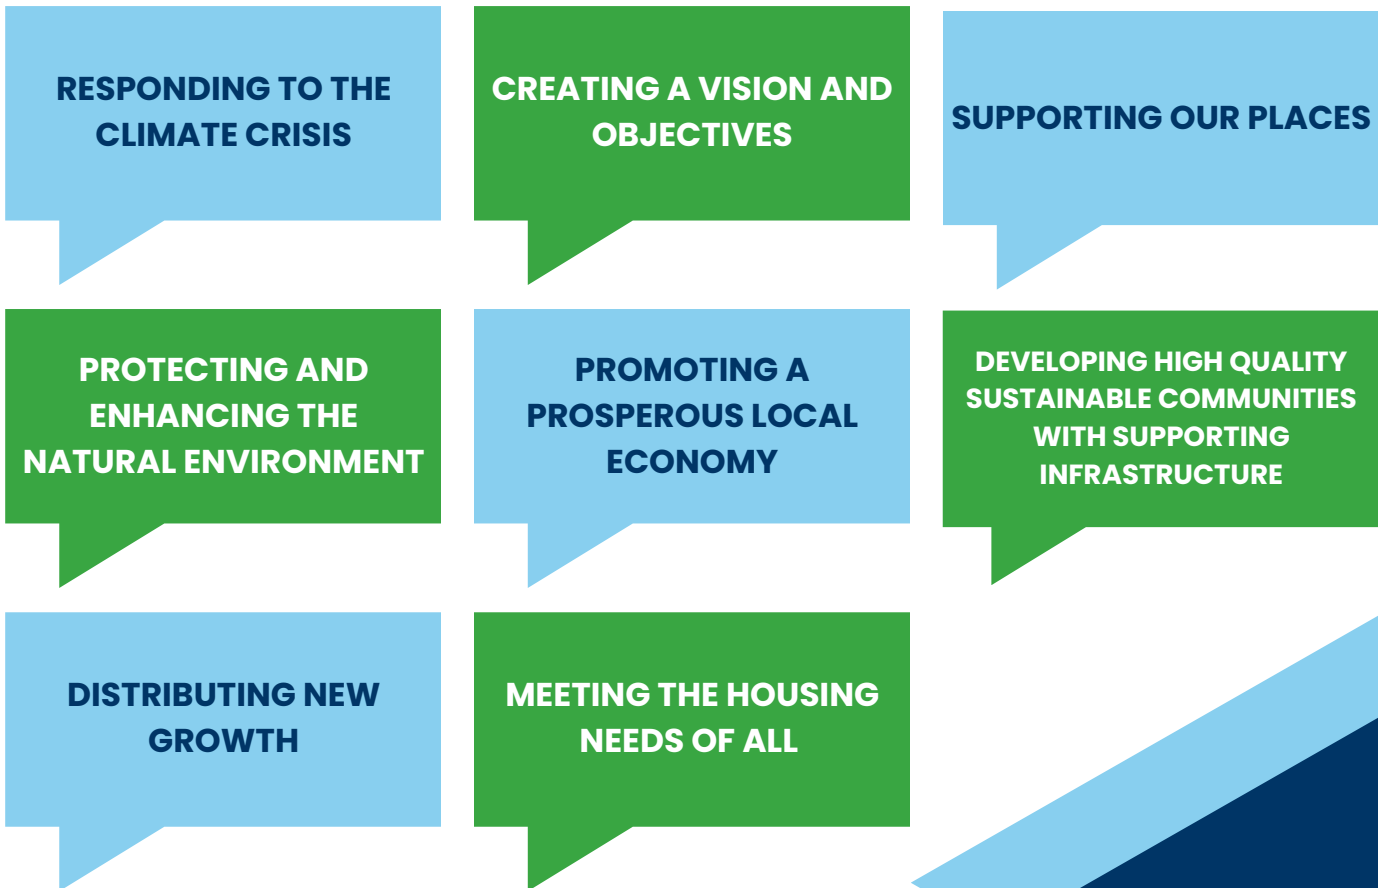 RESPONDING TO THE
CLIMATE CRISIS
CREATING A VISION AND
OBJECTIVES
SUPPORTING OUR PLACES
PROTECTING AND
ENHANCING THE
NATURAL ENVIRONMENT
PROMOTING A
PROSPEROUS LOCAL
ECONOMY
DEVELOPING HIGH QUALITY
SUSTAINABLE COMMUNITIES
WITH SUPPORTING
INFRASTRUCTURE
DISTRIBUTING NEW
GROWTH
MEETING THE HOUSING
NEEDS OF ALL